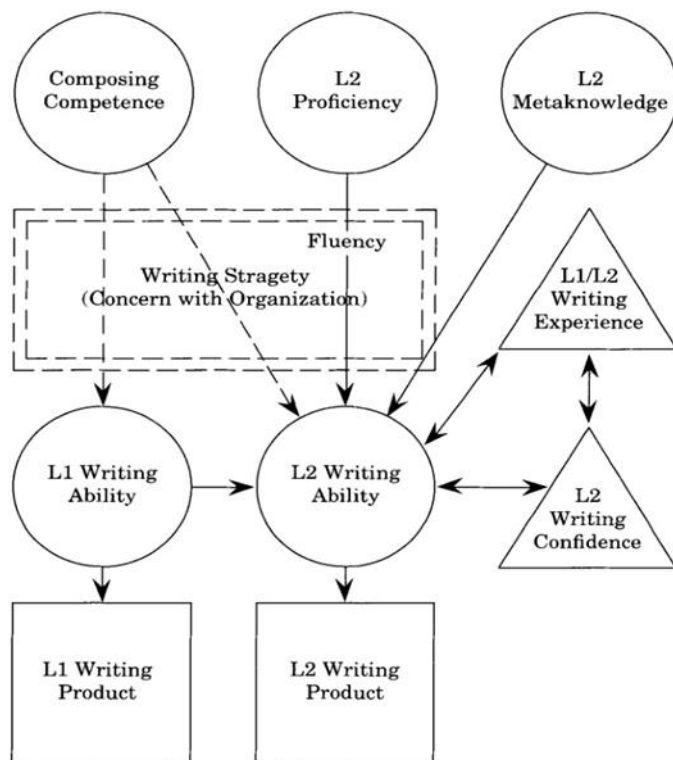 Composing
Competence
L2
Proficiency
L2
Metaknowledge
Fluency
Writing Stragety
(Concern with Organization)
L1/L2
Writing
Experience
L1 Writing
Ability
L2 Writing
Ability
L2
Writing
Confidence
L1 Writing
Product
L2 Writing
Product